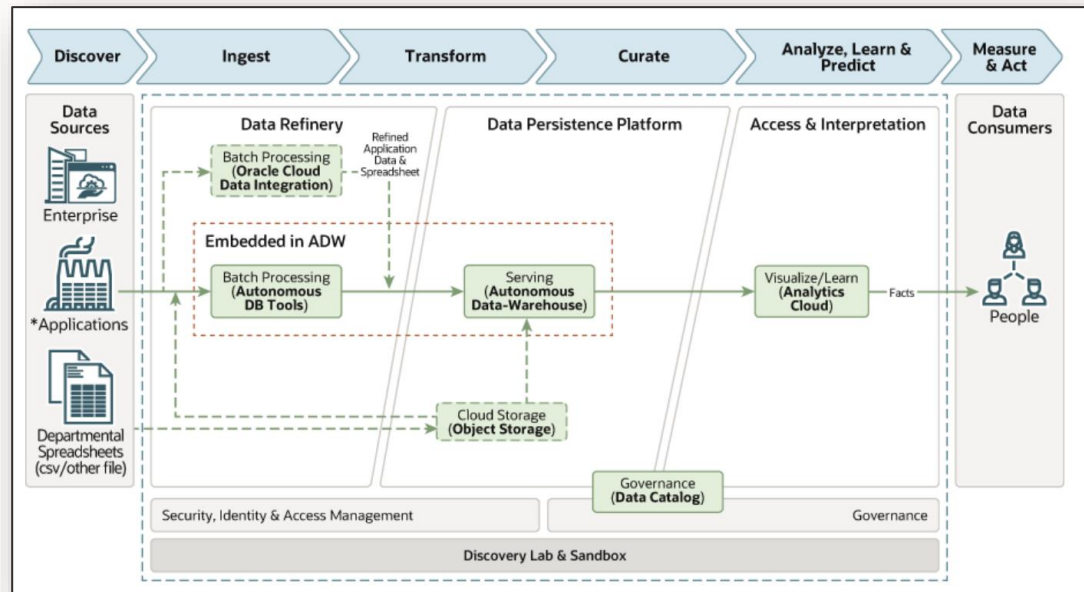 Discover
Ingest
Transform
Curate
Analyze, Learn &
Predict
Measure
& Act
Data
Sources
Enterprise
*Applications
Departmental
Spreadsheets
(csv/other file)
Data Refinery
Batch Processing
(Oracle Cloud
Data Integration)
Refined
Application
Data &
Spreadsheet
Embedded in ADW
Batch Processing
(Autonomous
DB Tools)
Data Persistence Platform
Serving
(Autonomous
Data-Warehouse)
Cloud Storage
(Object Storage)
Access & Interpretation
Visualize/Learn
(Analytics
Cloud)
Facts
Data
Consumers
People
Governance
(Data Catalog)
Security, Identity & Access Management
Governance
Discovery Lab & Sandbox